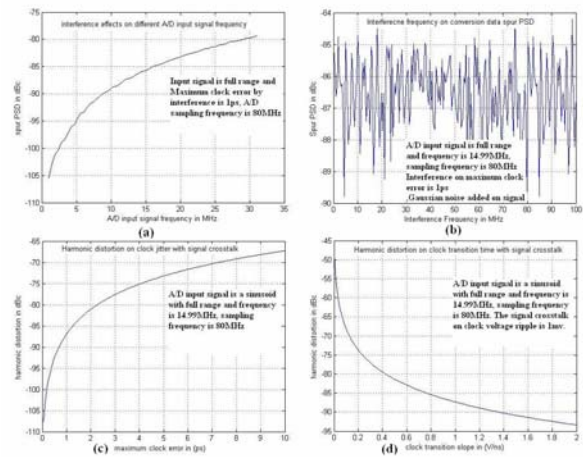 interference effects on different A/D input signal frequency
-75
-80
-85
-90
-95
-100
-105
-110
spur PSD in dBc
Input signal is full range and
Maximum clock error by
interference is 1ps, A/D
sampling frequency is 80MHz
0 5 10 15 20 25 30 35
A/D input signal frequency in MHz
(a)
Interferecne frequency on conversion data spur PSD
-84
-85
-86
-87
-88
-89
-90
Spur PSD in dBc
A/D input signal is full range
and frequency is 14.99MHz,
sampling frequency is 80MHz
Interference on maximum clock
error is 1ps
,Gaussian noise added on signal
0 10 20 30 40 50 60 70 80 90 100
Interference Frequency in MHz
(b)
Harmonic distortion on clock jitter with signal crosstalk
-65
-70
-75
-80
-85
-90
-95
-100
-105
-110
harmonic distortion in dBc
A/D input signal is a sinusoid
with full range and frequency
is 14.99MHz, sampling
frequency is 80MHz
0 1 2 3 4 5 6 7 8 9 10
maximum clock error in (ps)
(c)
Harmonic distortion on clock transition time with signal crosstalk
-45
-50
-55
-60
-65
-70
-75
-80
-85
-90
-95
harmonic distortion in dBc
A/D input signal is a sinusoid
with full range and frequency is
14.99MHz, sampling frequency
is 80MHz. The signal crosstalk
on clock voltage ripple is 1mv.
0 0.2 0.4 0.6 0.8 1 1.2 1.4 1.6 1.8 2
clock transition slope in (V/ns)
(d)